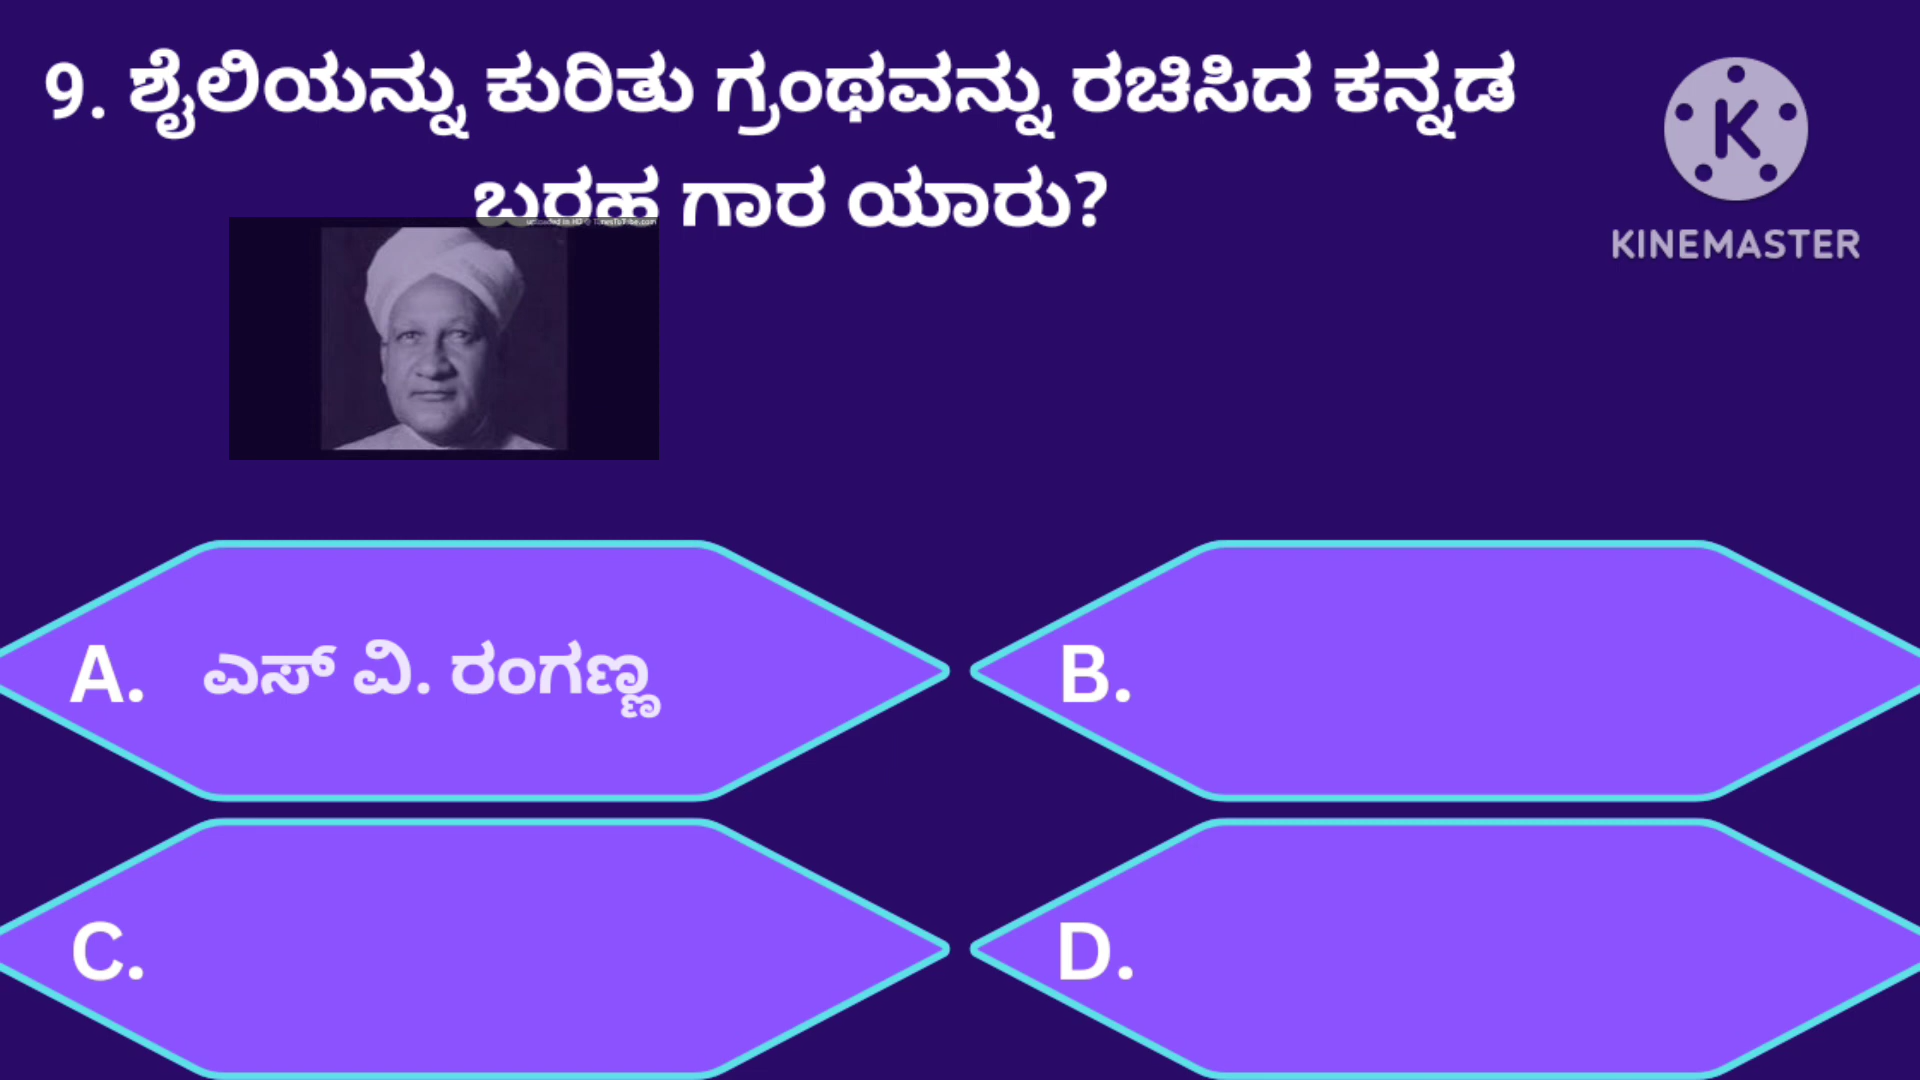 9. ಶೈಲಿಯನ್ನು ಕುರಿತು ಗ್ರಂಥವನ್ನು ರಚಿಸಿದ ಕನ್ನಡ
ಬರಹ ಗಾರ ಯಾರು?
K
KINEMASTER
A. ಎಸ್ ವಿ. ರಂಗಣ್ಣ
B.
C.
D.